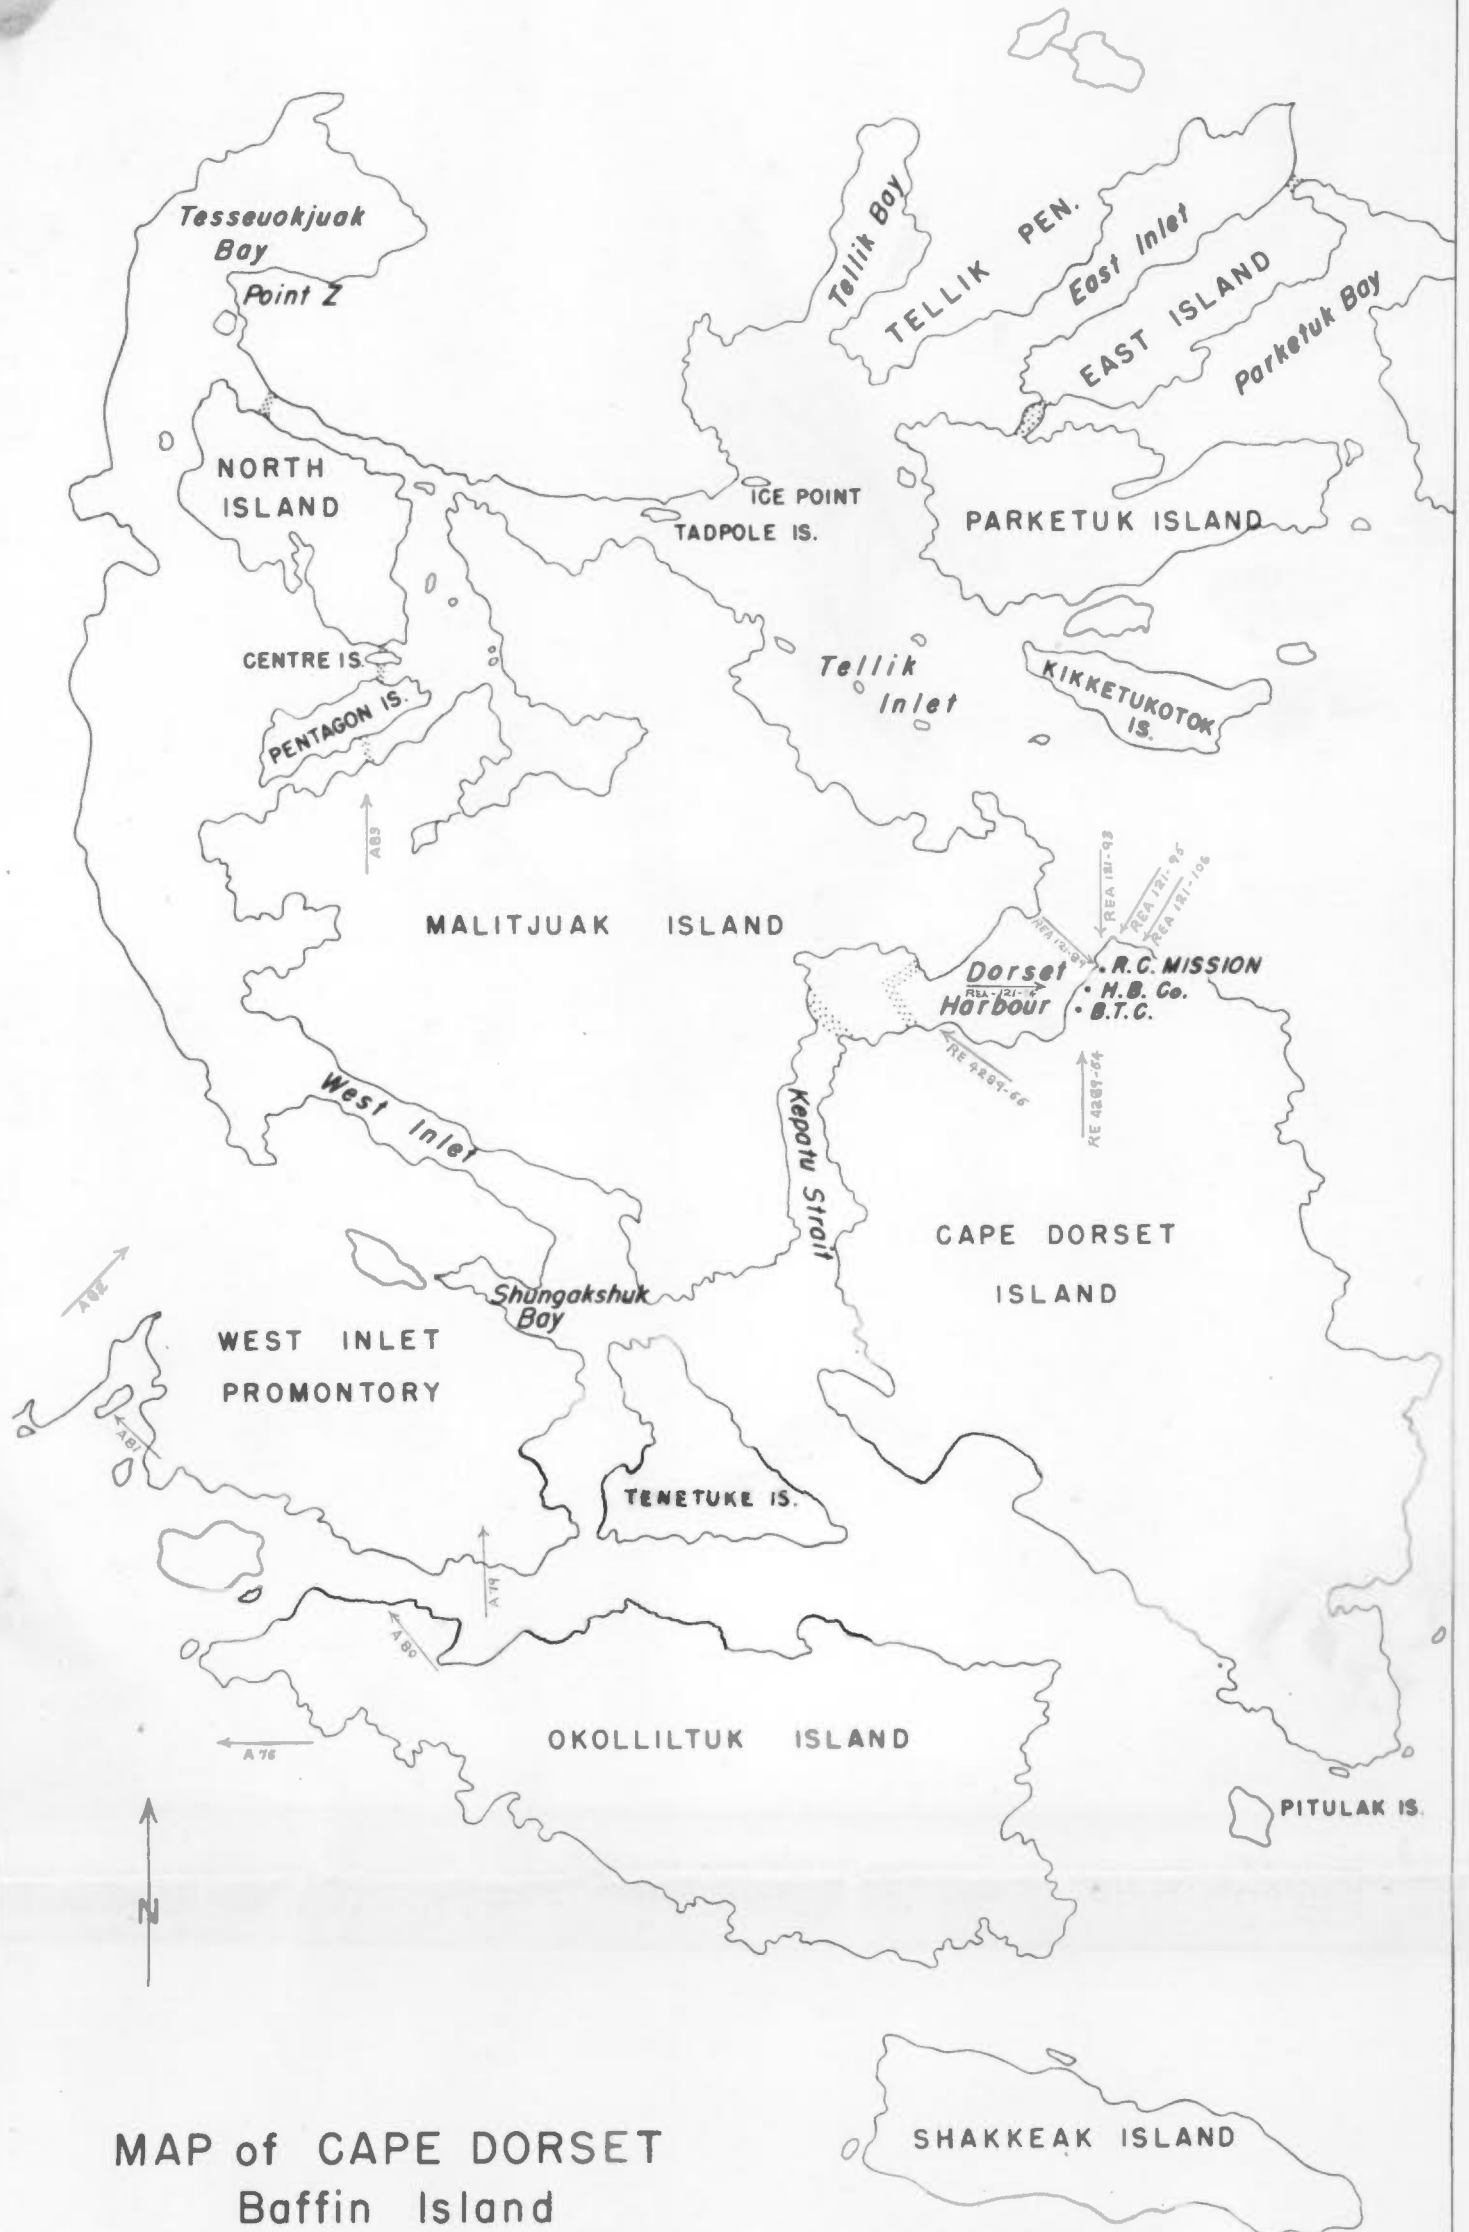 Tesseuokjuak
Bay
Point Z
Tellik Bay
TELLIK PEN.
East Inlet
EAST ISLAND
Parketuk Bay
NORTH
ISLAND
ICE POINT
TADPOLE IS.
PARKETUK ISLAND
CENTRE IS.
PENTAGON IS.
Tellik
Inlet
KIKKETUKOTOK
IS.
A83
MALITJUAK ISLAND
REA 121-93
REA 121-95
REA 121-106
Dorset
Harbour
R.C. MISSION
H.B. Co.
B.T.C.
RE 4289-66
RE 4289-64
West Inlet
Kepatu Strait
CAPE DORSET
ISLAND
Shungakshuk
Bay
A82
WEST INLET
PROMONTORY
A81
TENETUKE IS.
A79
A80
OKOLLILTUK ISLAND
A76
PITULAK IS.
N
SHAKKEAK ISLAND
MAP of CAPE DORSET
Baffin Island